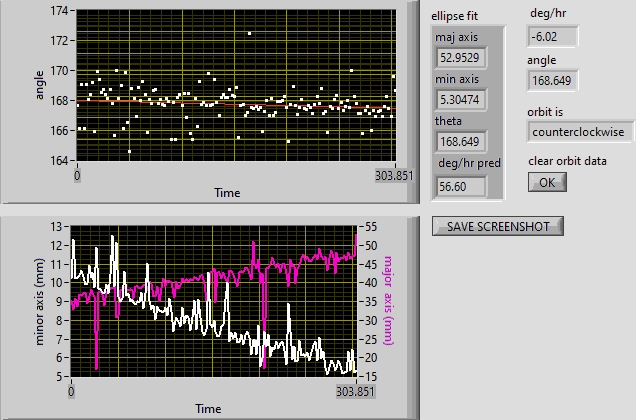 174
172
170
168
166
164
angle
0
303.851
Time
ellipse fit
maj axis
52.9529
min axis
5.30474
theta
168.649
deg/hr pred
56.60
deg/hr
-6.02
angle
168.649
orbit is
counterclockwise
clear orbit data
OK
SAVE SCREENSHOT
13
12
11
10
9
8
7
6
5
minor axis (mm)
55
50
45
40
35
30
25
20
15
major axis (mm)
0
303.851
Time